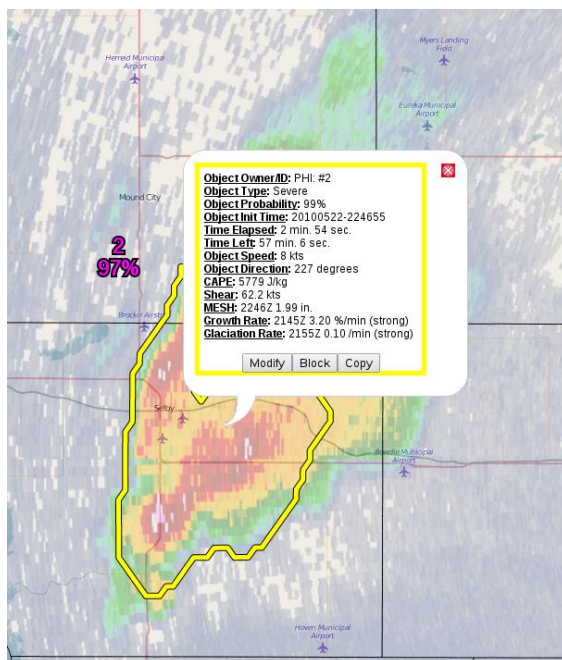 Herreid Municipal
Airport
Myers Landing
Field
Eureka Municipal
Airport
Mound City
Object Owner/ID: PHI: #2
Object Type: Severe
Object Probability: 99%
Object Init Time: 20100522-224655
Time Elapsed: 2 min. 54 sec.
Time Left: 57 min. 6 sec.
Object Speed: 8 kts
Object Direction: 227 degrees
CAPE: 5779 J/kg
Shear: 62.2 kts
MESH: 2246Z 1.99 in.
Growth Rate: 2145Z 3.20 %/min (strong)
Glaciation Rate: 2155Z 0.10 /min (strong)
Modify Block Copy
2
97%
Selby
Bowdle Municipal
Airport
Hoven Municipal
Airport